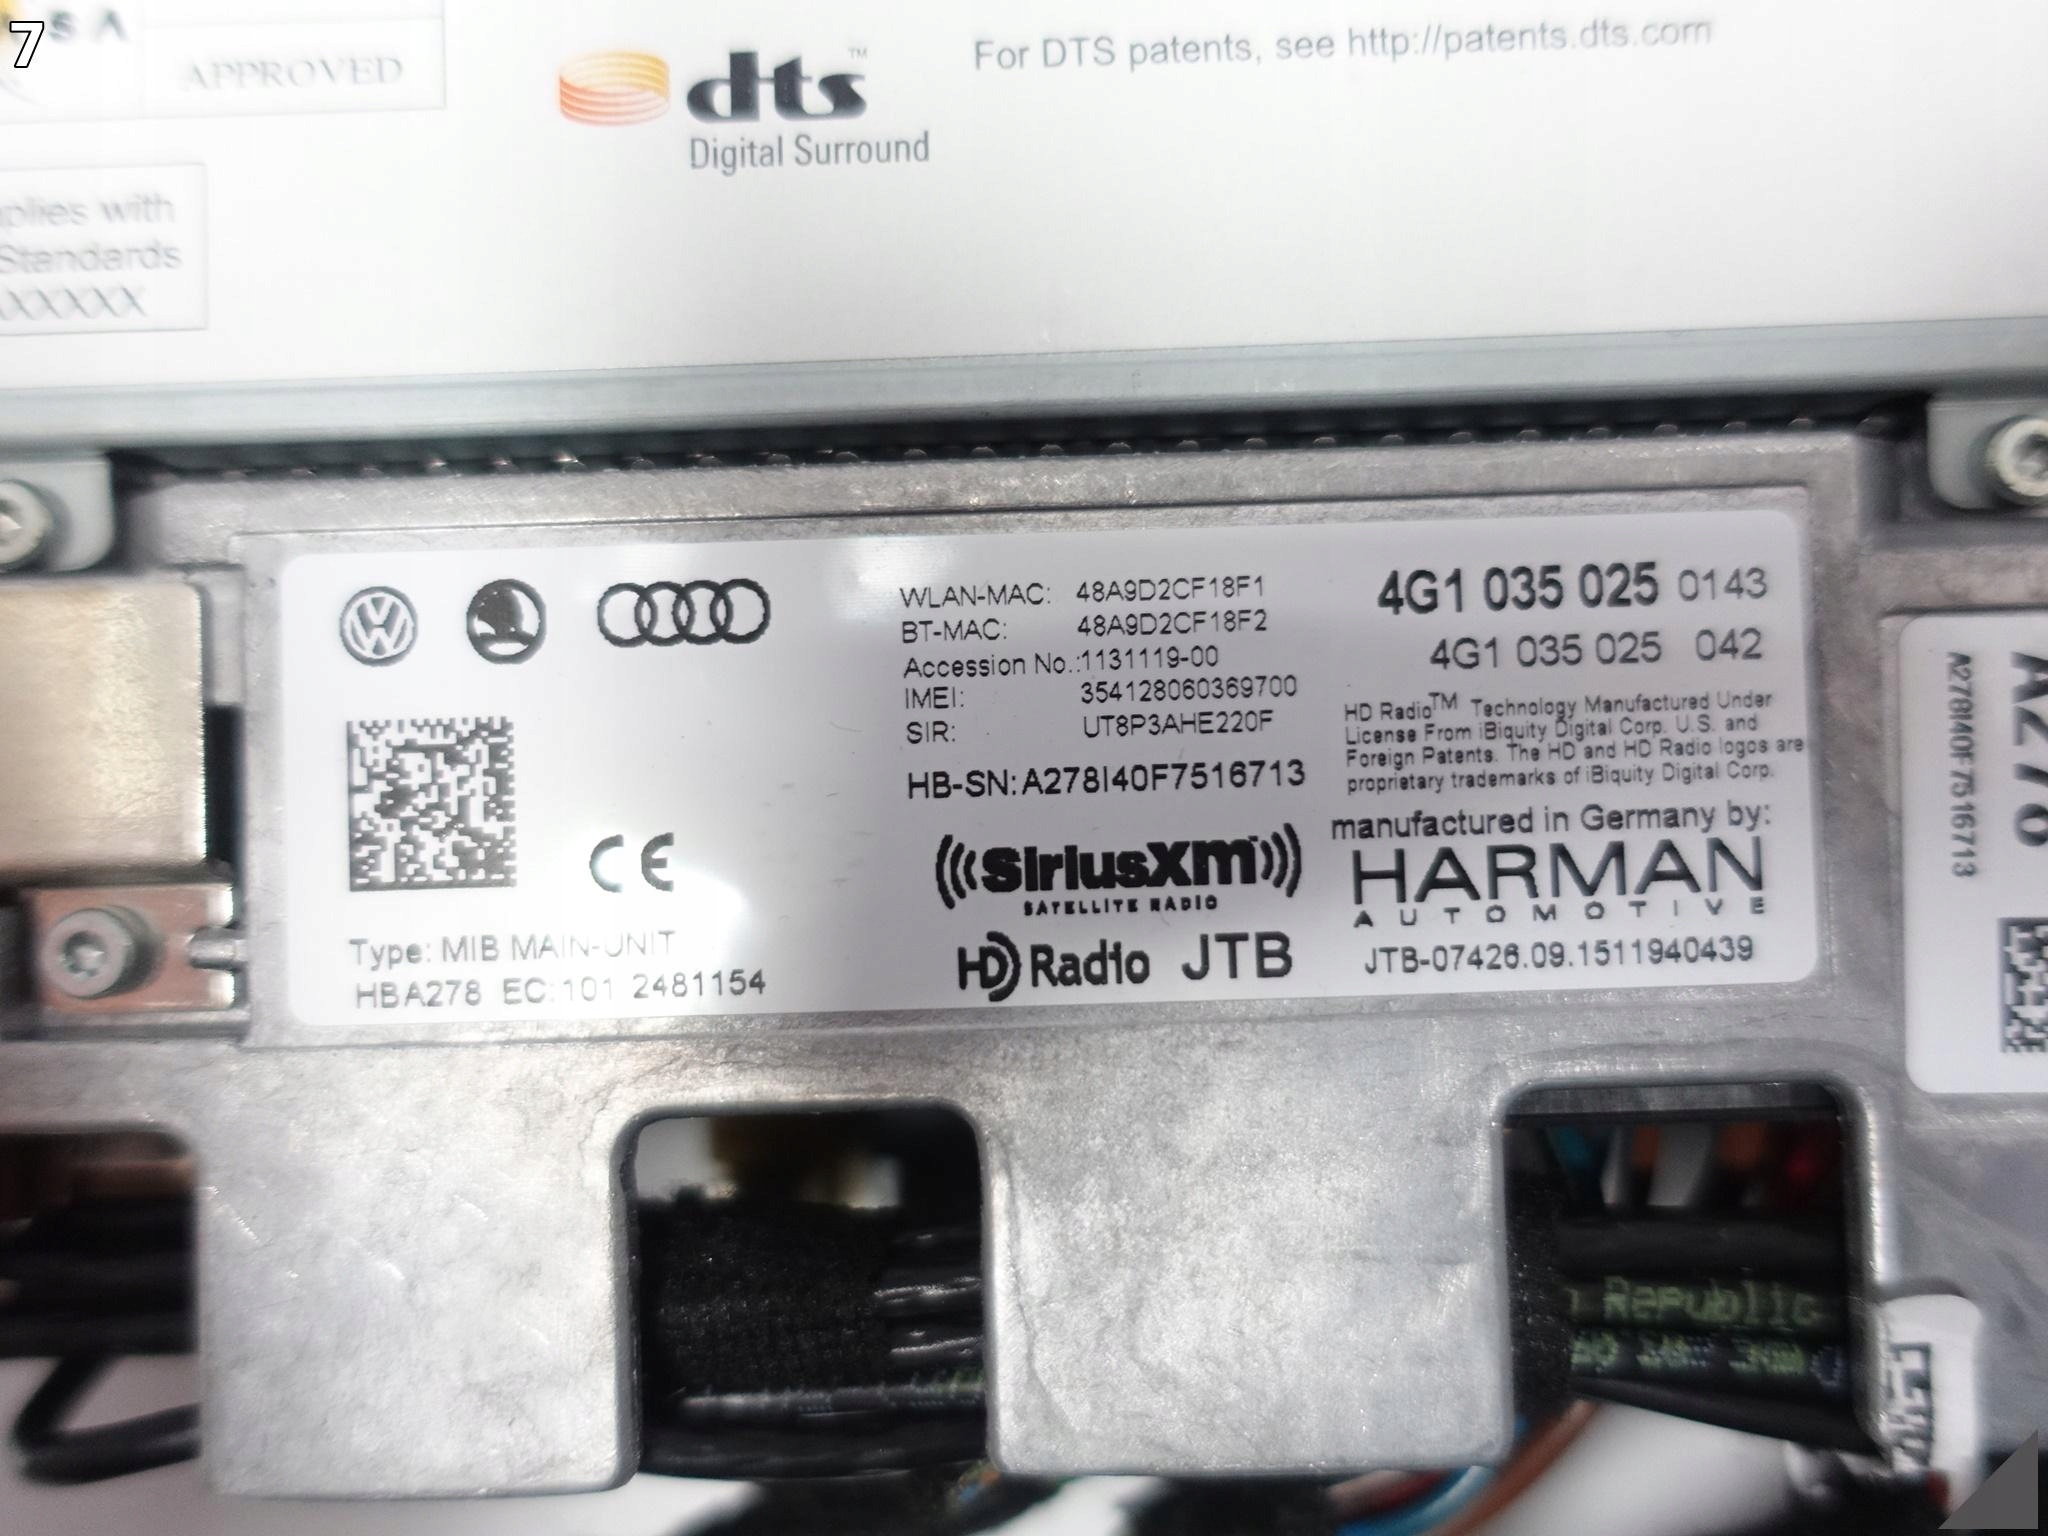 7
S A
APPROVED
dts™
Digital Surround
For DTS patents, see http://patents.dts.com
plies with
Standards
XXXXX
WLAN-MAC: 48A9D2CF18F1
BT-MAC: 48A9D2CF18F2
Accession No.:1131119-00
IMEI: 354128060369700
SIR: UT8P3AHE220F
HB-SN:A278I40F7516713
4G1 035 025 0143
4G1 035 025 042
HD Radio™ Technology Manufactured Under
License From iBiquity Digital Corp. U.S. and
Foreign Patents. The HD and HD Radio logos are
proprietary trademarks of iBiquity Digital Corp.
manufactured in Germany by:
HARMAN
AUTOMOTIVE
JTB-07426.09.1511940439
CE
SiriusXM
SATELLITE RADIO
HD Radio JTB
Type: MIB MAIN-UNIT
HBA278 EC:101 2481154
A278
A278I40F7516713
Republic